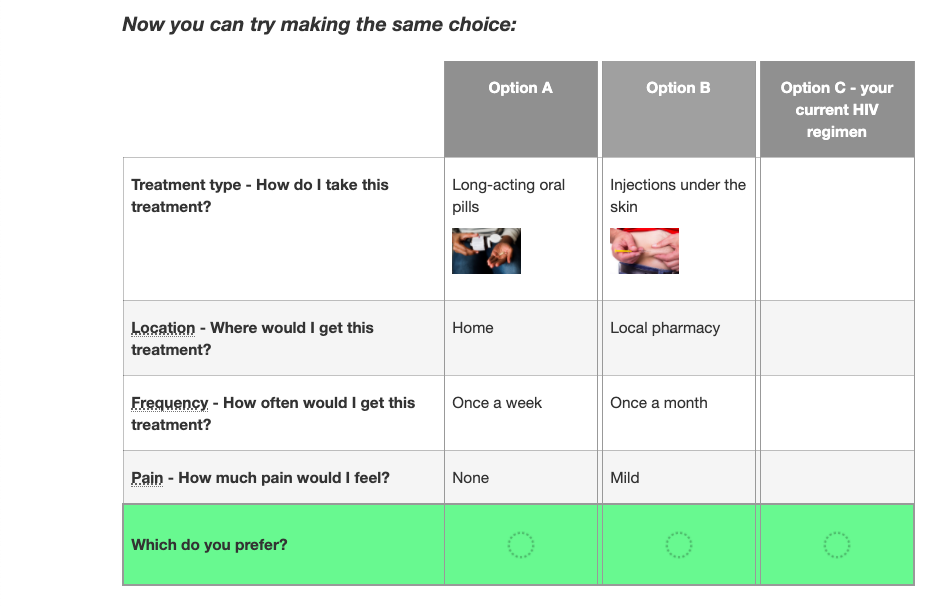 Now you can try making the same choice:
Option A
Option B
Option C - your
current HIV
regimen
Treatment type - How do I take this
treatment?
Long-acting oral
pills
Injections under the
skin
Location - Where would I get this
treatment?
Home
Local pharmacy
Frequency - How often would I get this
treatment?
Once a week
Once a month
Pain - How much pain would I feel?
None
Mild
Which do you prefer?